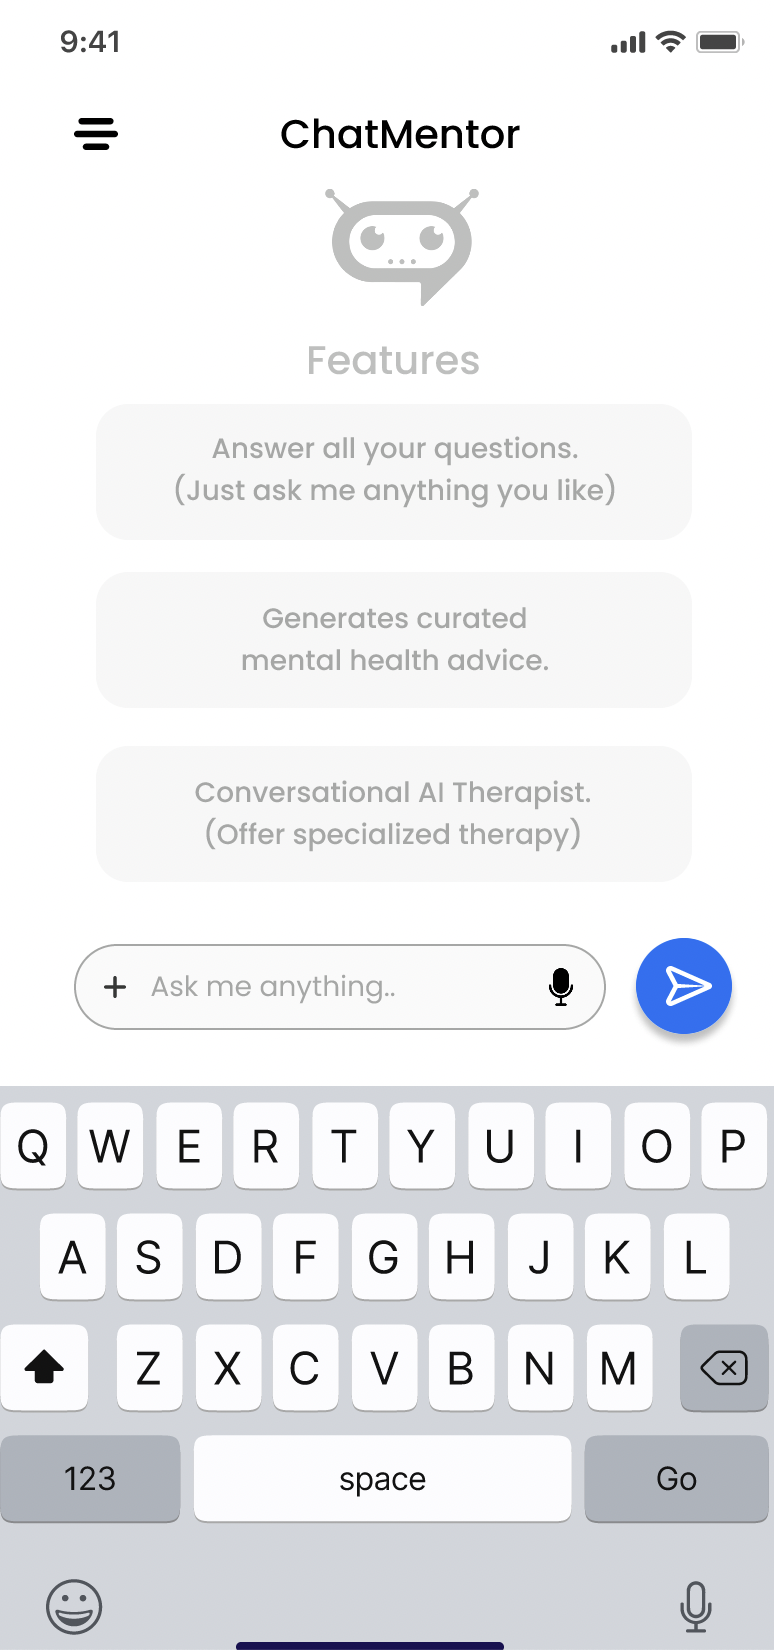 9:41
ChatMentor
Features
Answer all your questions.
(Just ask me anything you like)
Generates curated
mental health advice.
Conversational AI Therapist.
(Offer specialized therapy)
Ask me anything..
Q W E R T Y U I O P
A S D F G H J K L
Z X C V B N M
123 space Go